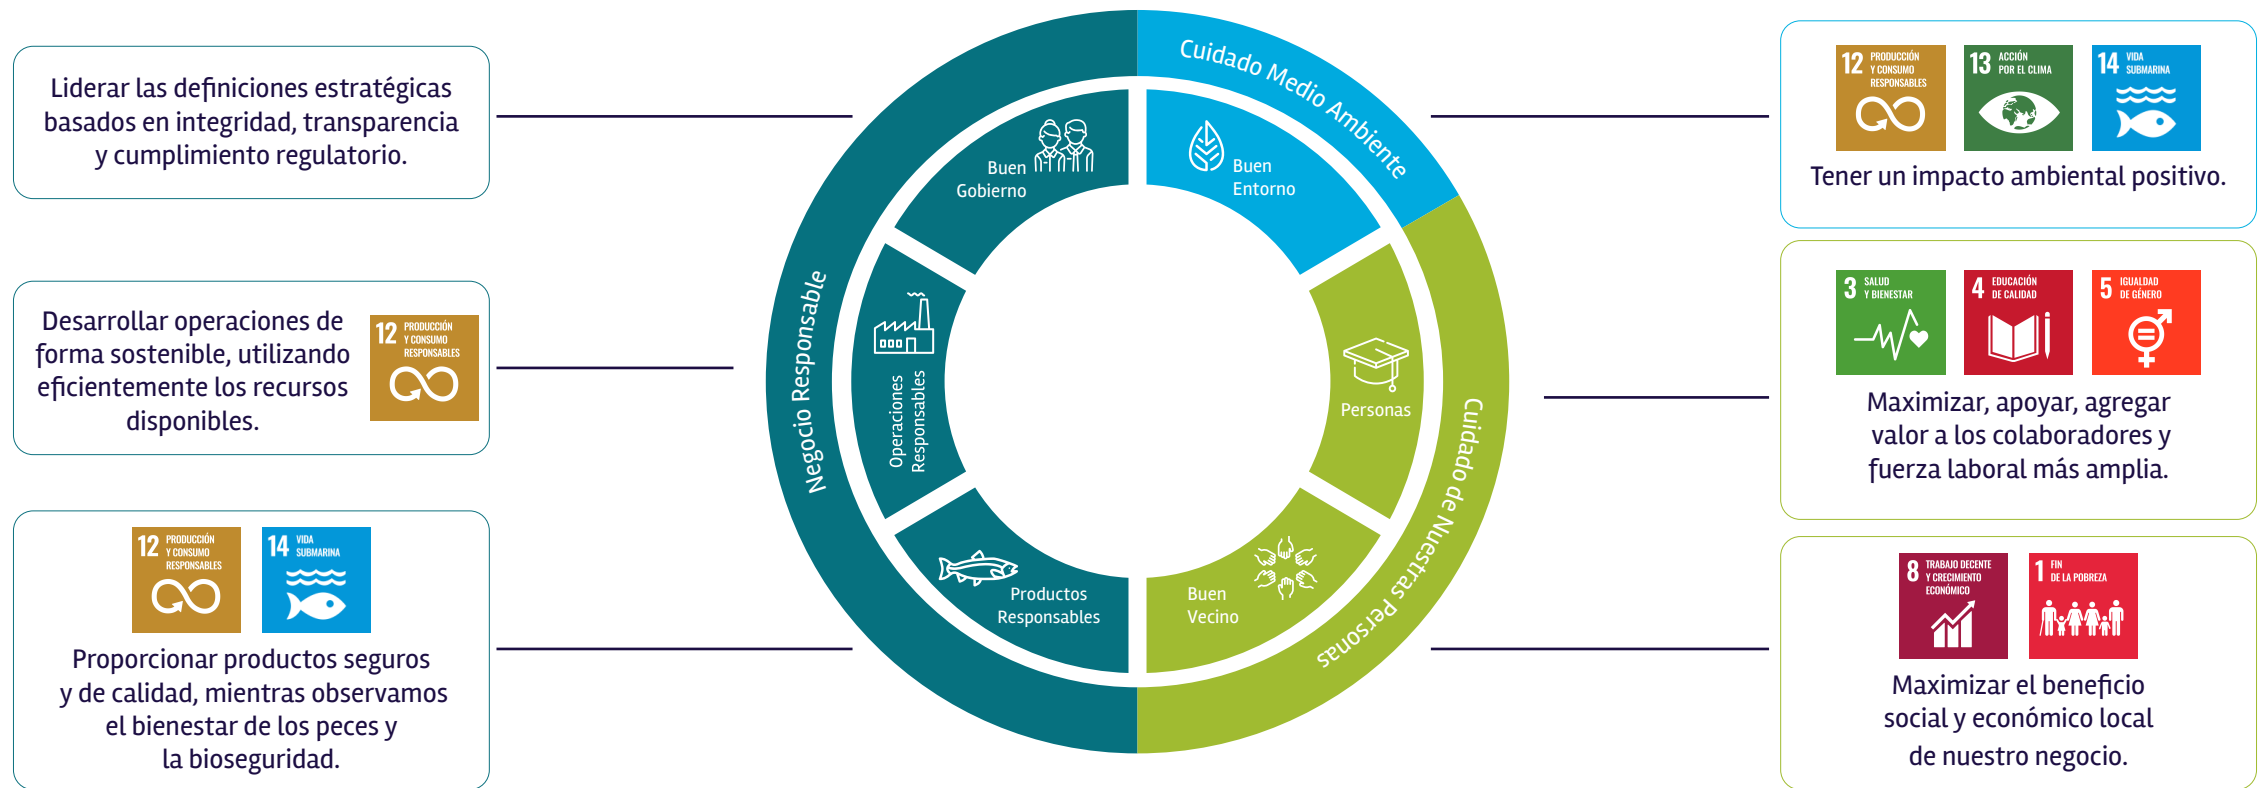 Liderar las definiciones estratégicas
basados en integridad, transparencia
y cumplimiento regulatorio.
Desarrollar operaciones de
forma sostenible, utilizando
eficientemente los recursos
disponibles.
12 PRODUCCIÓN
Y CONSUMO
RESPONSABLES
12 PRODUCCIÓN
Y CONSUMO
RESPONSABLES
14 VIDA
SUBMARINA
Proporcionar productos seguros
y de calidad, mientras observamos
el bienestar de los peces y
la bioseguridad.
Negocio Responsable
Buen
Gobierno
Operaciones
Responsables
Productos
Responsables
Cuidado Medio Ambiente
Buen
Entorno
Cuidado de Nuestras Personas
Personas
Buen
Vecino
12 PRODUCCIÓN
Y CONSUMO
RESPONSABLES
13 ACCIÓN
POR EL CLIMA
14 VIDA
SUBMARINA
Tener un impacto ambiental positivo.
3 SALUD
Y BIENESTAR
4 EDUCACIÓN
DE CALIDAD
5 IGUALDAD
DE GÉNERO
Maximizar, apoyar, agregar
valor a los colaboradores y
fuerza laboral más amplia.
8 TRABAJO DECENTE
Y CRECIMIENTO
ECONÓMICO
1 FIN
DE LA POBREZA
Maximizar el beneficio
social y económico local
de nuestro negocio.